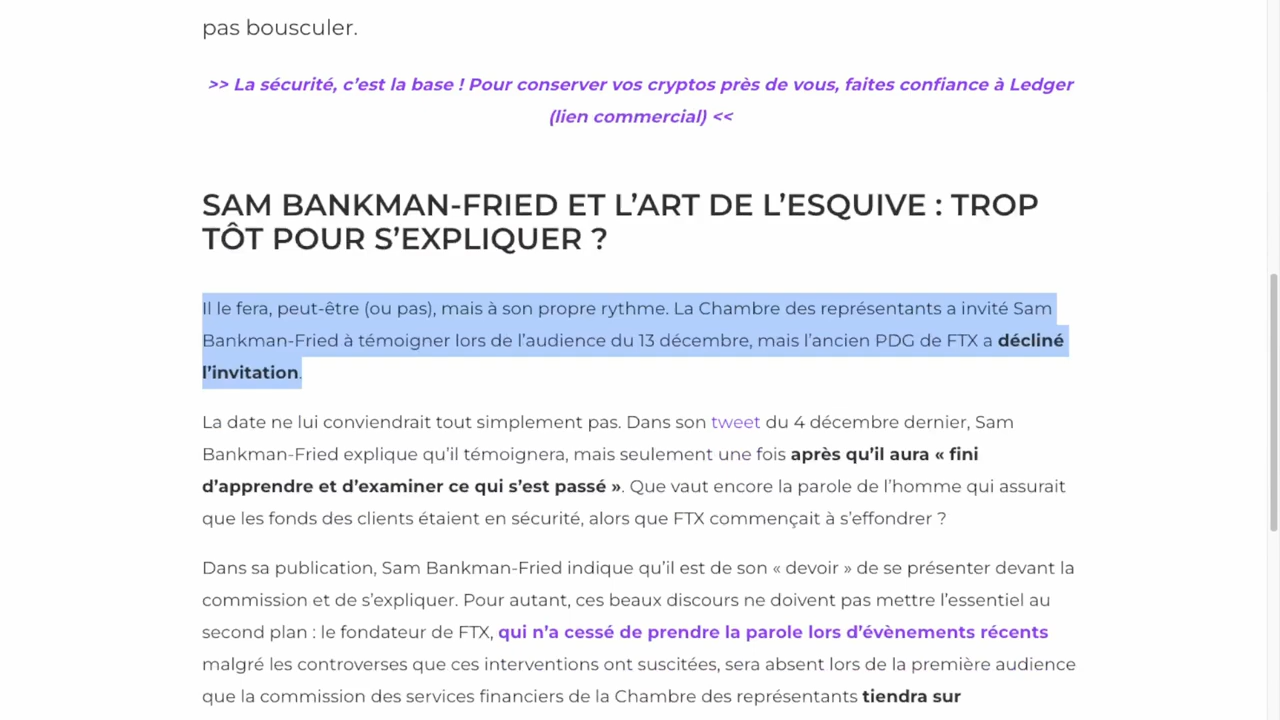 pas bousculer.
>> La sécurité, c’est la base ! Pour conserver vos cryptos près de vous, faites confiance à Ledger
(lien commercial) <<
SAM BANKMAN-FRIED ET L’ART DE L’ESQUIVE : TROP
TÔT POUR S’EXPLIQUER ?
Il le fera, peut-être (ou pas), mais à son propre rythme. La Chambre des représentants a invité Sam
Bankman-Fried à témoigner lors de l’audience du 13 décembre, mais l’ancien PDG de FTX a décliné
l’invitation.
La date ne lui conviendrait tout simplement pas. Dans son tweet du 4 décembre dernier, Sam
Bankman-Fried explique qu’il témoignera, mais seulement une fois après qu’il aura « fini
d’apprendre et d’examiner ce qui s’est passé ». Que vaut encore la parole de l’homme qui assurait
que les fonds des clients étaient en sécurité, alors que FTX commençait à s’effondrer ?
Dans sa publication, Sam Bankman-Fried indique qu’il est de son « devoir » de se présenter devant la
commission et de s’expliquer. Pour autant, ces beaux discours ne doivent pas mettre l’essentiel au
second plan : le fondateur de FTX, qui n’a cessé de prendre la parole lors d’évènements récents
malgré les controverses que ces interventions ont suscitées, sera absent lors de la première audience
que la commission des services financiers de la Chambre des représentants tiendra sur